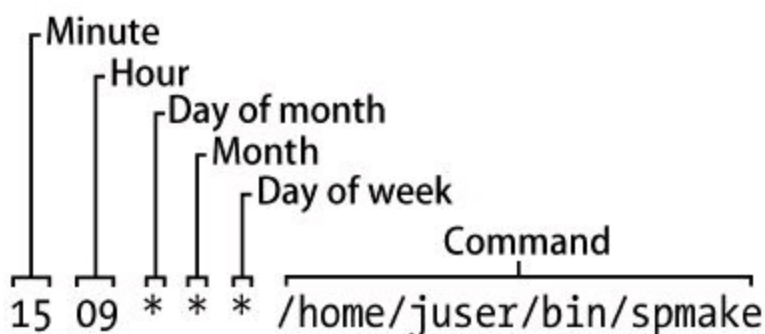 Minute
Hour
Day of month
Month
Day of week
Command
15 09 * * * /home/juser/bin/spmake